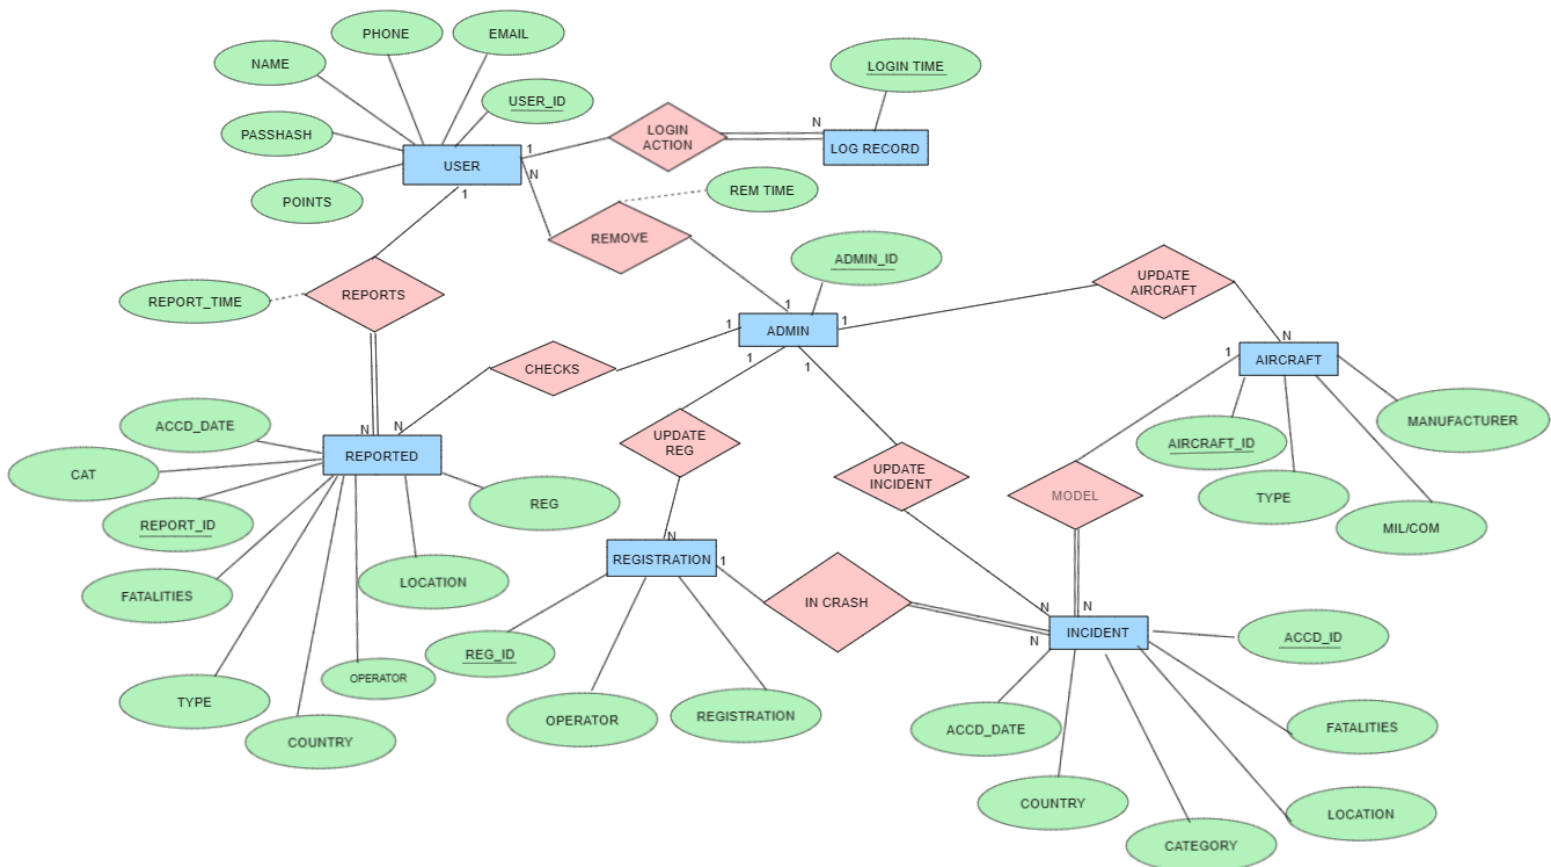 PHONE
EMAIL
NAME
LOGIN TIME
USER_ID
PASSHASH
LOGIN
ACTION
N
LOG RECORD
USER
1
N
1
POINTS
REM TIME
REMOVE
ADMIN_ID
UPDATE
AIRCRAFT
REPORT_TIME
REPORTS
1
1
1
ADMIN
N
AIRCRAFT
1
CHECKS
1
1
MANUFACTURER
ACCD_DATE
N
N
UPDATE
REG
AIRCRAFT_ID
REPORTED
CAT
UPDATE
INCIDENT
MODEL
TYPE
REG
REPORT_ID
MIL/COM
N
REGISTRATION
1
LOCATION
FATALITIES
IN CRASH
N
N
N
INCIDENT
ACCD_ID
REG_ID
OPERATOR
TYPE
OPERATOR
REGISTRATION
COUNTRY
ACCD_DATE
FATALITIES
COUNTRY
LOCATION
CATEGORY